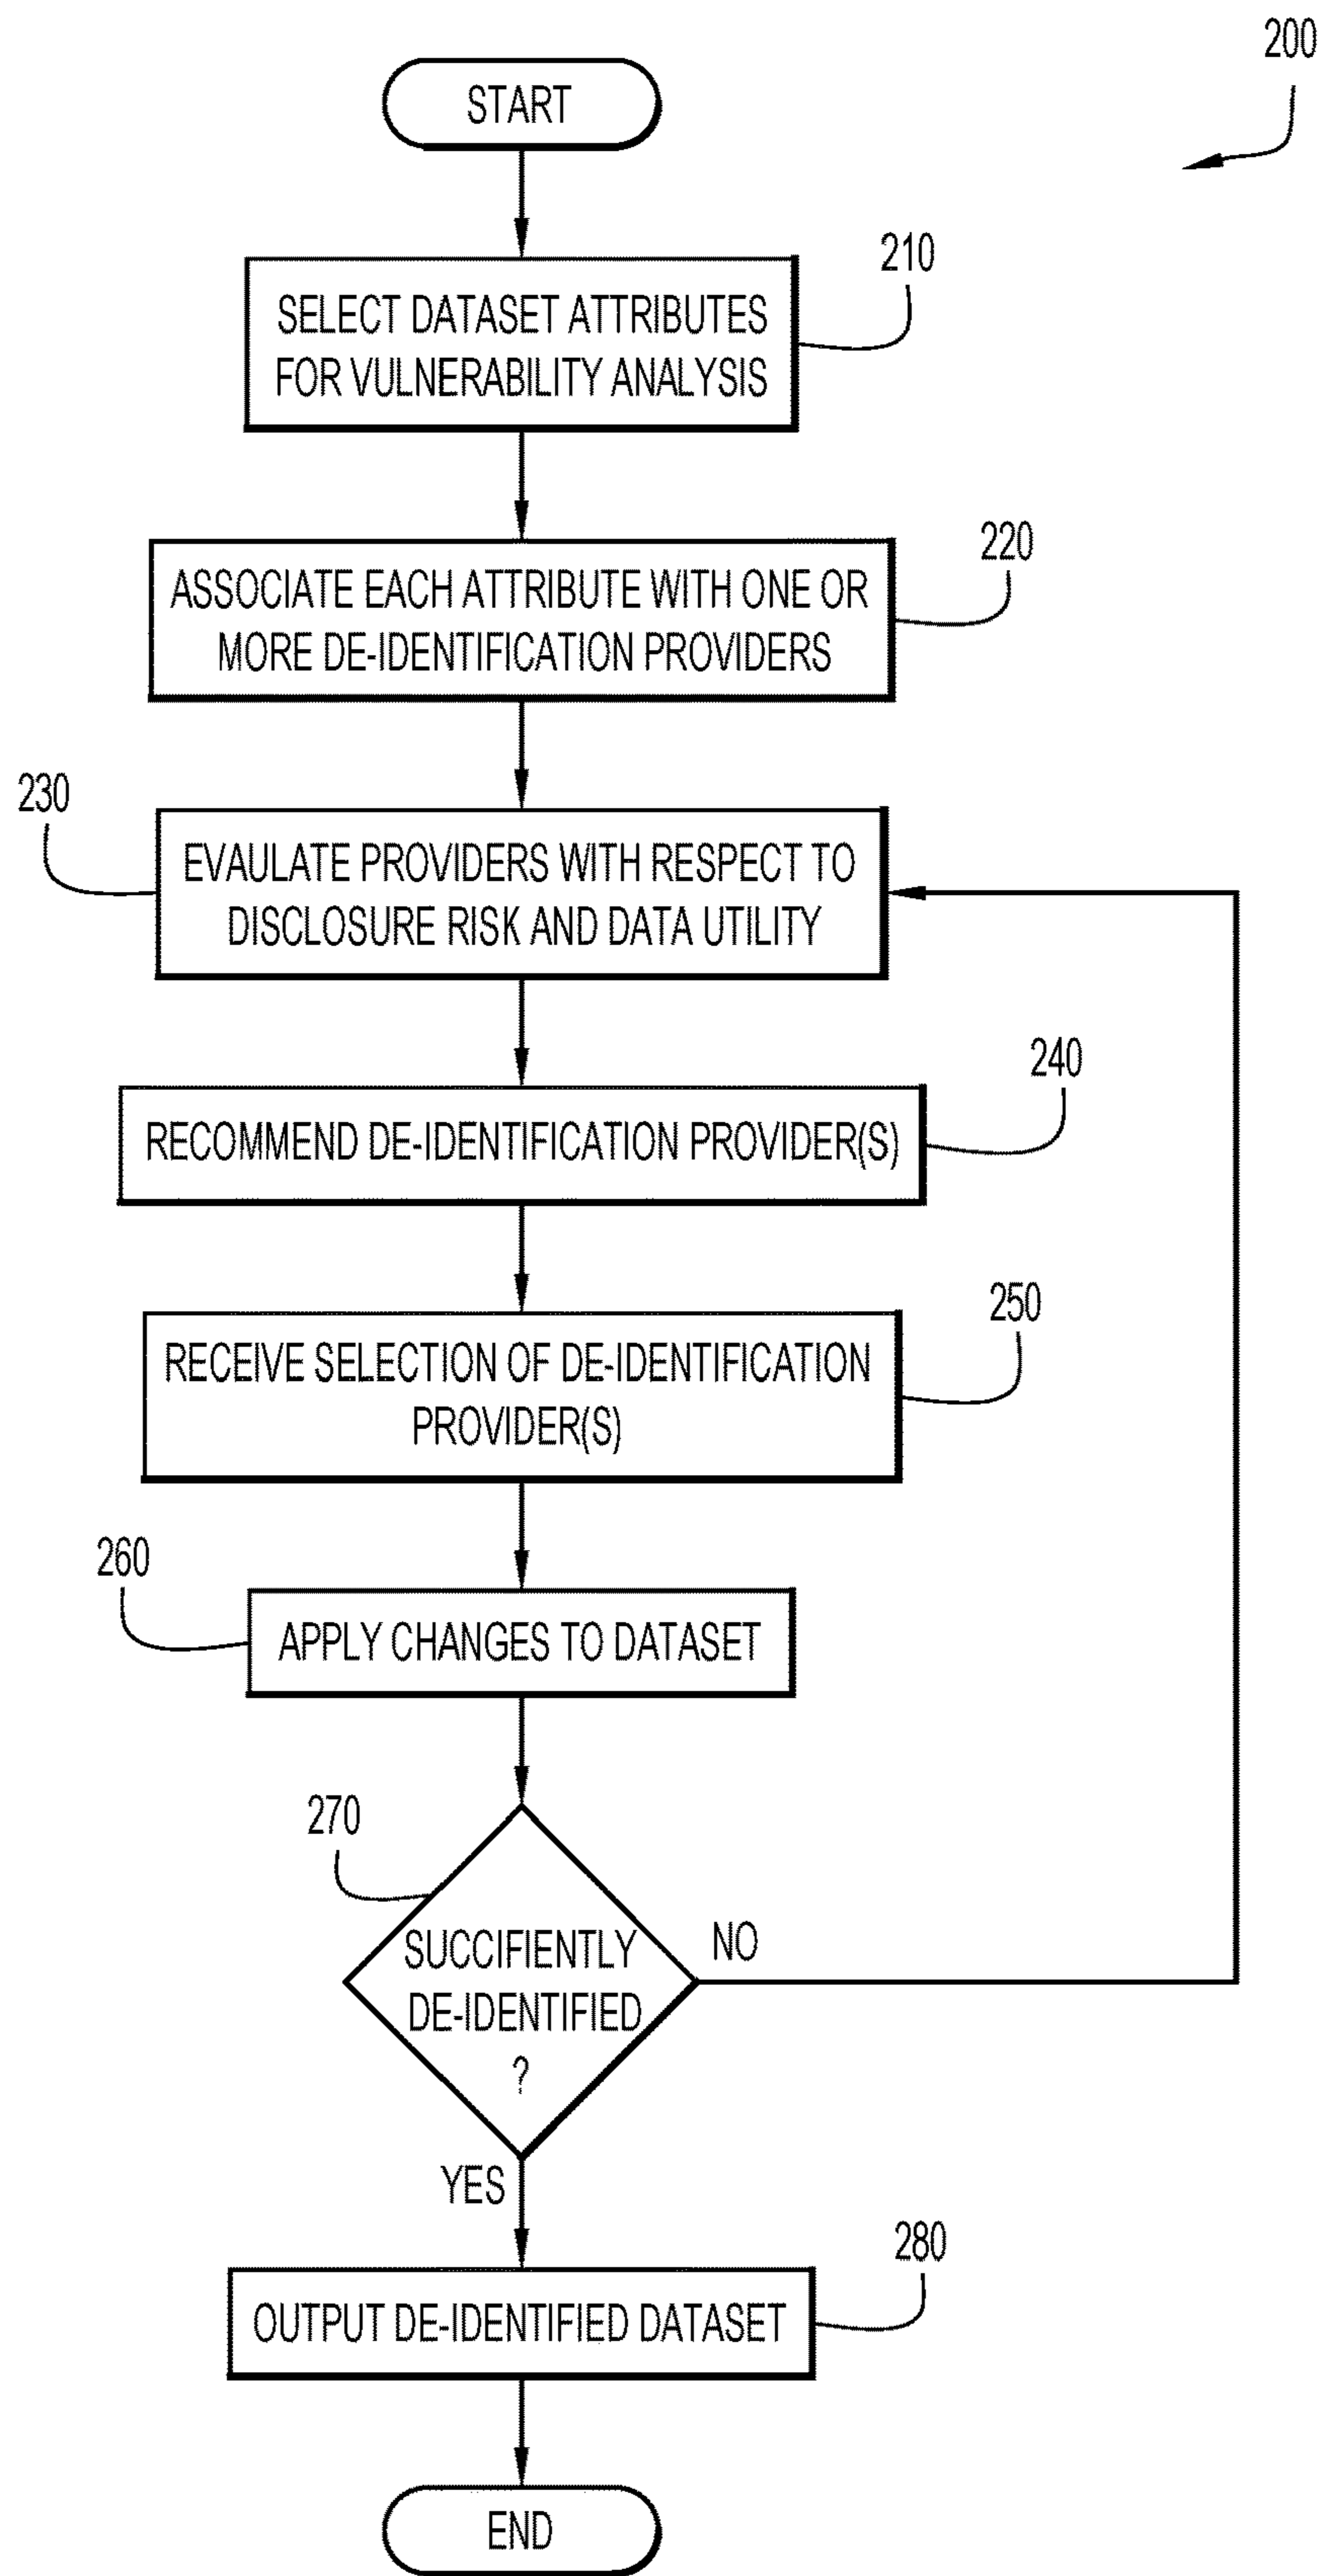 200
START
210
SELECT DATASET ATTRIBUTES
FOR VULNERABILITY ANALYSIS
220
ASSOCIATE EACH ATTRIBUTE WITH ONE OR
MORE DE-IDENTIFICATION PROVIDERS
230
EVAULATE PROVIDERS WITH RESPECT TO
DISCLOSURE RISK AND DATA UTILITY
240
RECOMMEND DE-IDENTIFICATION PROVIDER(S)
250
RECEIVE SELECTION OF DE-IDENTIFICATION
PROVIDER(S)
260
APPLY CHANGES TO DATASET
270
SUCCIFIENTLY
DE-IDENTIFIED
?
NO
YES
280
OUTPUT DE-IDENTIFIED DATASET
END